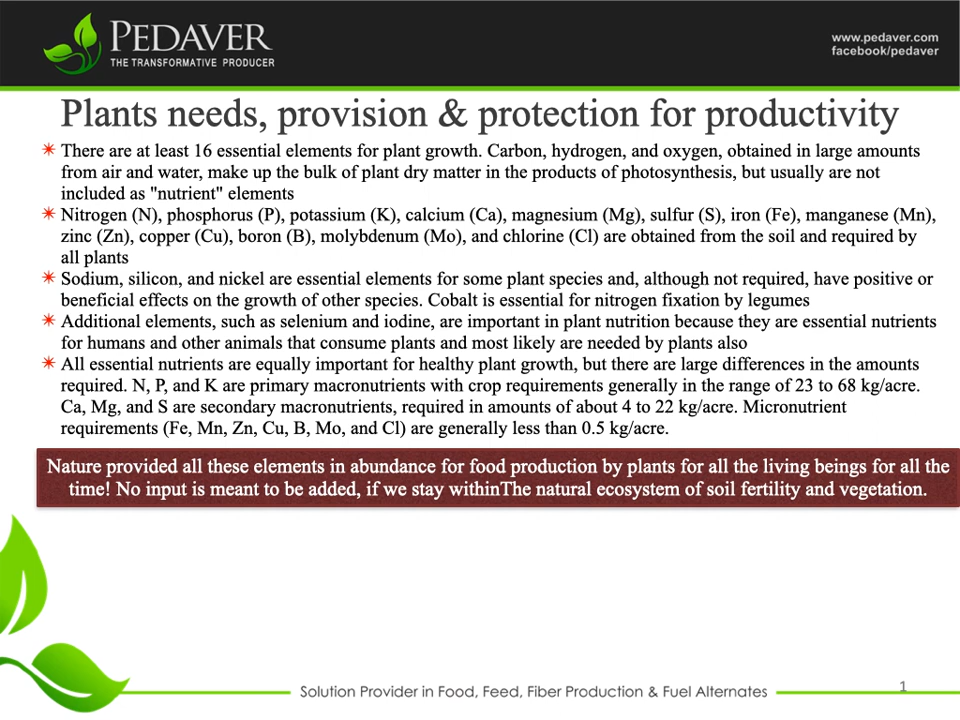 PEDAVER
THE TRANSFORMATIVE PRODUCER
www.pedaver.com
facebook/pedaver
Plants needs, provision & protection for productivity
There are at least 16 essential elements for plant growth. Carbon, hydrogen, and oxygen, obtained in large amounts
from air and water, make up the bulk of plant dry matter in the products of photosynthesis, but usually are not
included as "nutrient" elements
Nitrogen (N), phosphorus (P), potassium (K), calcium (Ca), magnesium (Mg), sulfur (S), iron (Fe), manganese (Mn),
zinc (Zn), copper (Cu), boron (B), molybdenum (Mo), and chlorine (Cl) are obtained from the soil and required by
all plants
Sodium, silicon, and nickel are essential elements for some plant species and, although not required, have positive or
beneficial effects on the growth of other species. Cobalt is essential for nitrogen fixation by legumes
Additional elements, such as selenium and iodine, are important in plant nutrition because they are essential nutrients
for humans and other animals that consume plants and most likely are needed by plants also
All essential nutrients are equally important for healthy plant growth, but there are large differences in the amounts
required. N, P, and K are primary macronutrients with crop requirements generally in the range of 23 to 68 kg/acre.
Ca, Mg, and S are secondary macronutrients, required in amounts of about 4 to 22 kg/acre. Micronutrient
requirements (Fe, Mn, Zn, Cu, B, Mo, and Cl) are generally less than 0.5 kg/acre.
Nature provided all these elements in abundance for food production by plants for all the living beings for all the
time! No input is meant to be added, if we stay withinThe natural ecosystem of soil fertility and vegetation.
Solution Provider in Food, Feed, Fiber Production & Fuel Alternates
1